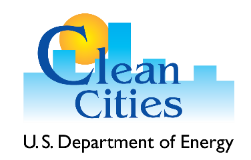 Clean
Cities
U.S. Department of Energy